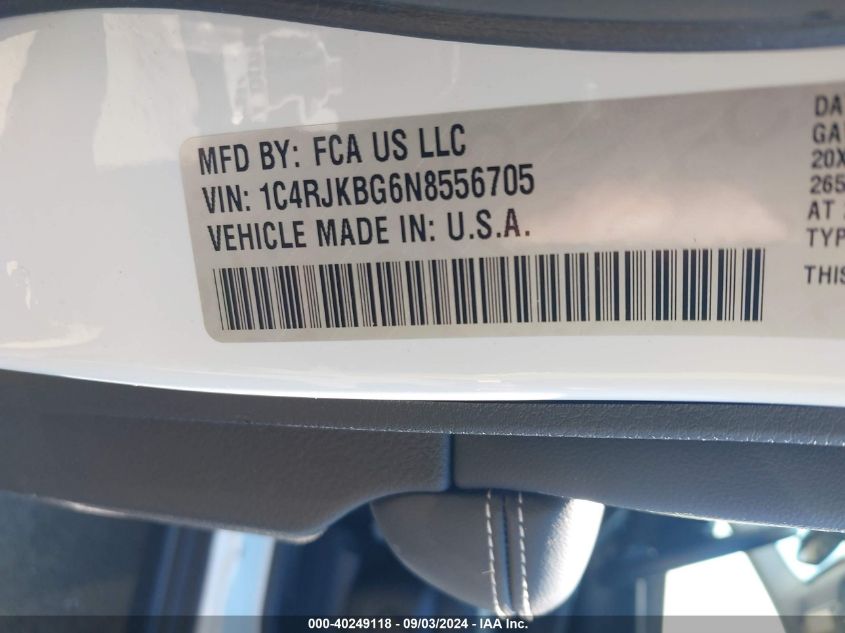 MFD BY: FCA US LLC
VIN: 1C4RJKBG6N8556705
VEHICLE MADE IN: U.S.A.
DA
GA
20X
265
AT
TYP
THIS
000-40249118 - 09/03/2024 - IAA Inc.